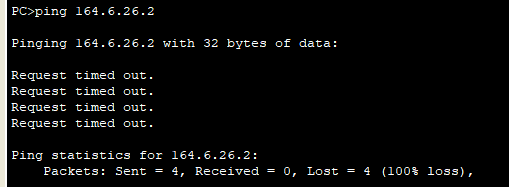 PC>ping 164.6.26.2
Pinging 164.6.26.2 with 32 bytes of data:
Request timed out.
Request timed out.
Request timed out.
Request timed out.
Ping statistics for 164.6.26.2:
Packets: Sent = 4, Received = 0, Lost = 4 (100% loss),